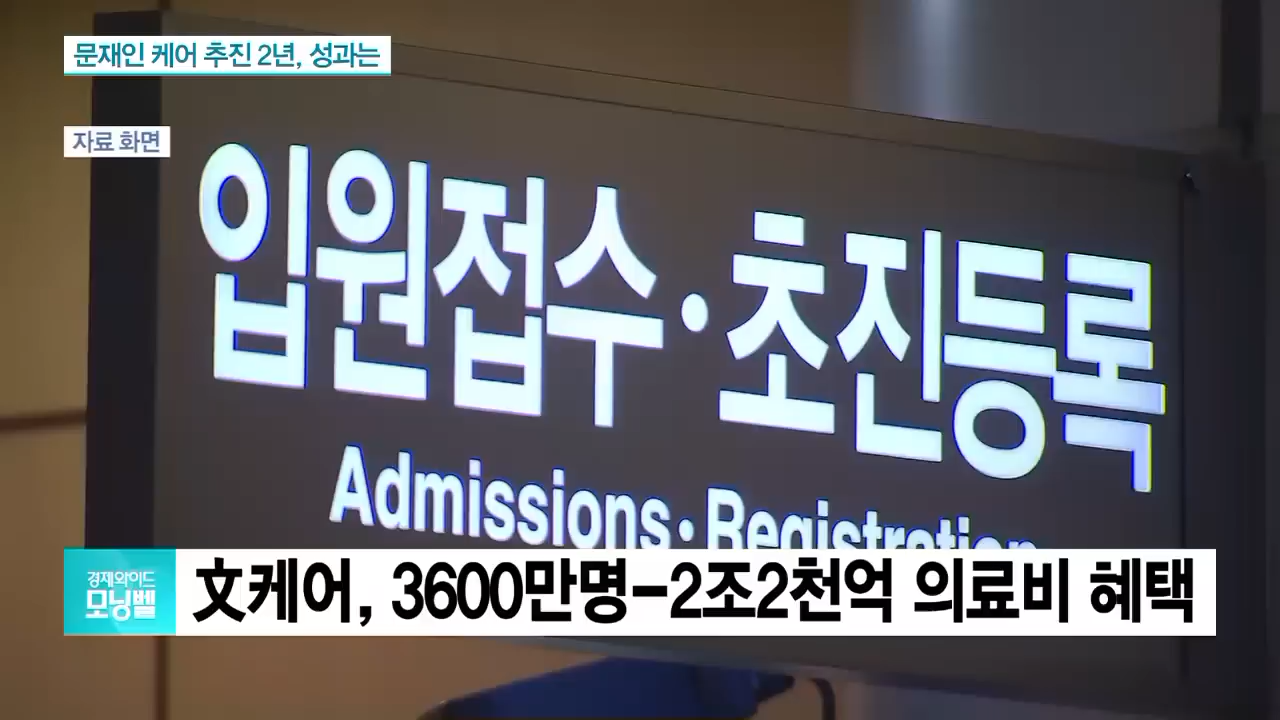 문재인 케어 추진 2년, 성과는
자료 화면
입원접수·초진등록
Admissions·Registration
경제와이드
모닝벨
文케어, 3600만명-2조2천억 의료비 혜택